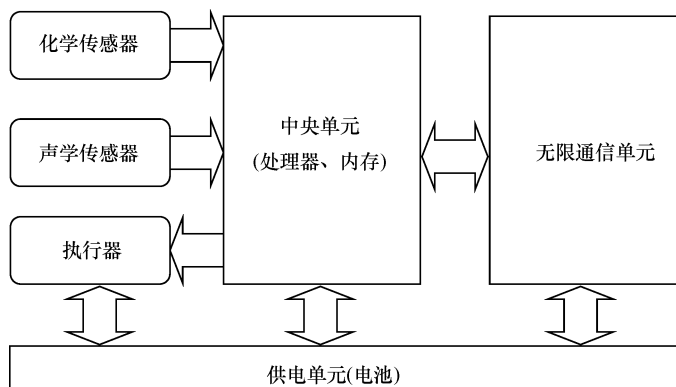 化学传感器
声学传感器
执行器
中央单元
(处理器、内存)
无限通信单元
供电单元(电池)